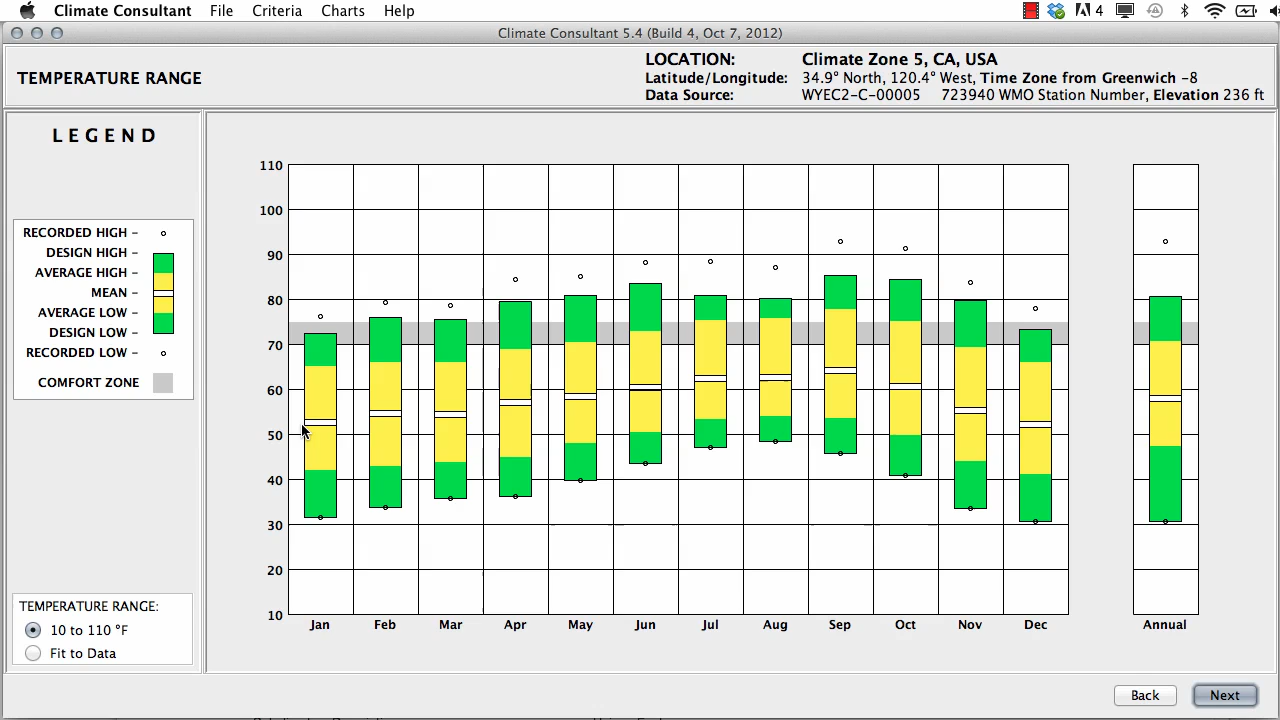 Climate Consultant File Criteria Charts Help 4
Climate Consultant 5.4 (Build 4, Oct 7, 2012)
TEMPERATURE RANGE
LOCATION: Climate Zone 5, CA, USA
Latitude/Longitude: 34.9° North, 120.4° West, Time Zone from Greenwich -8
Data Source: WYEC2-C-00005 723940 WMO Station Number, Elevation 236 ft
LEGEND
RECORDED HIGH -
DESIGN HIGH -
AVERAGE HIGH -
MEAN -
AVERAGE LOW -
DESIGN LOW -
RECORDED LOW -
COMFORT ZONE
110
100
90
80
70
60
50
40
30
20
10
Jan Feb Mar Apr May Jun Jul Aug Sep Oct Nov Dec Annual
TEMPERATURE RANGE:
10 to 110 °F
Fit to Data
Back Next